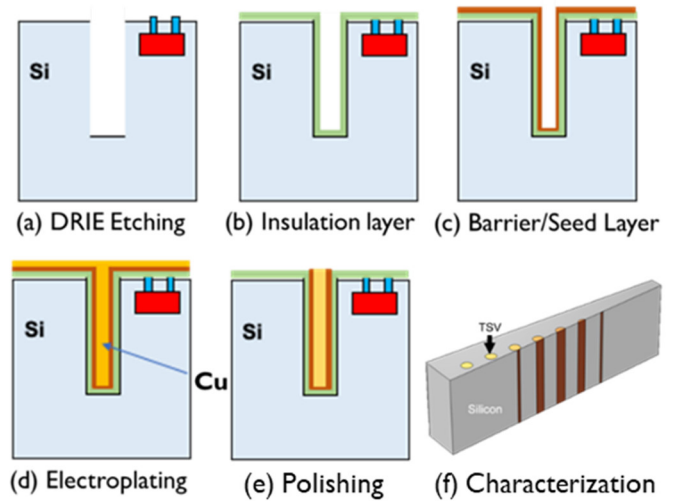 Si
Si
Si
(a) DRIE Etching
(b) Insulation layer
(c) Barrier/Seed Layer
Si
Cu
Si
TSV
Silicon
(d) Electroplating
(e) Polishing
(f) Characterization